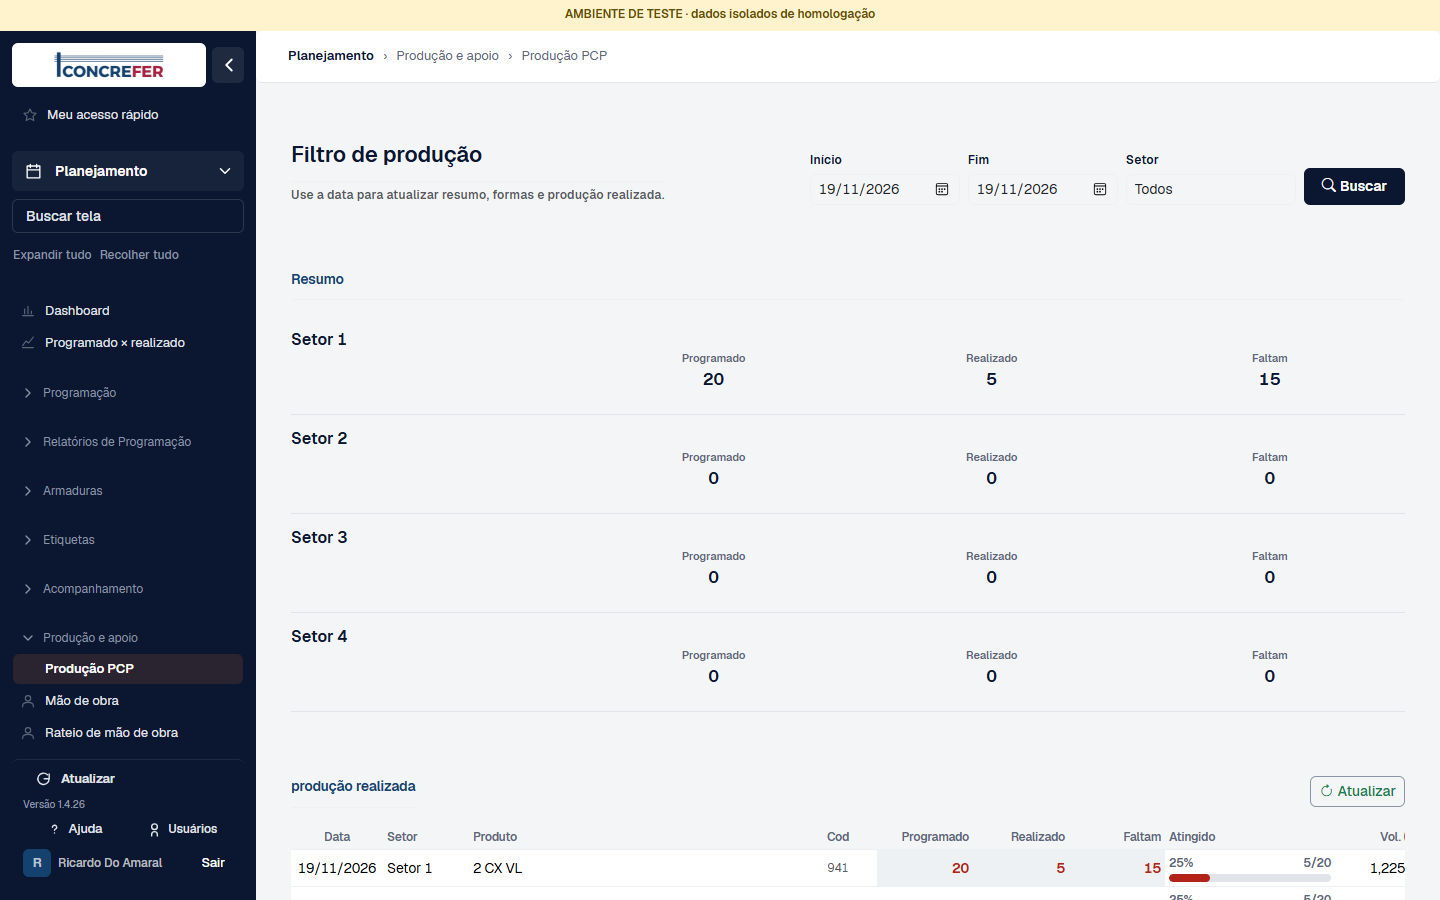 AMBIENTE DE TESTE · dados isolados de homologação
CONCREFER
Meu acesso rápido
Planejamento
Buscar tela
Expandir tudo Recolher tudo
Dashboard
Programado × realizado
Programação
Relatórios de Programação
Armaduras
Etiquetas
Acompanhamento
Produção e apoio
Produção PCP
Mão de obra
Rateio de mão de obra
Atualizar
Versão 1.4.26
? Ajuda Usuários
R Ricardo Do Amaral Sair
Planejamento › Produção e apoio › Produção PCP
Filtro de produção
Use a data para atualizar resumo, formas e produção realizada.
Início Fim Setor
19/11/2026 19/11/2026 Todos Buscar
Resumo
Setor 1
Programado Realizado Faltam
20 5 15
Setor 2
Programado Realizado Faltam
0 0 0
Setor 3
Programado Realizado Faltam
0 0 0
Setor 4
Programado Realizado Faltam
0 0 0
produção realizada Atualizar
Data Setor Produto Cod Programado Realizado Faltam Atingido Vol.
19/11/2026 Setor 1 2 CX VL 941 20 5 15 25% 5/20 1,225
25% 5/20